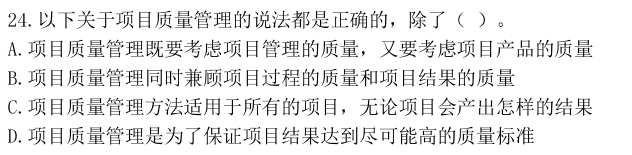 24.以下关于项目质量管理的说法都是正确的，除了（ ）。
A.项目质量管理既要考虑项目管理的质量，又要考虑项目产品的质量
B.项目质量管理同时兼顾项目过程的质量和项目结果的质量
C.项目质量管理方法适用于所有的项目，无论项目会产出怎样的结果
D.项目质量管理是为了保证项目结果达到尽可能高的质量标准